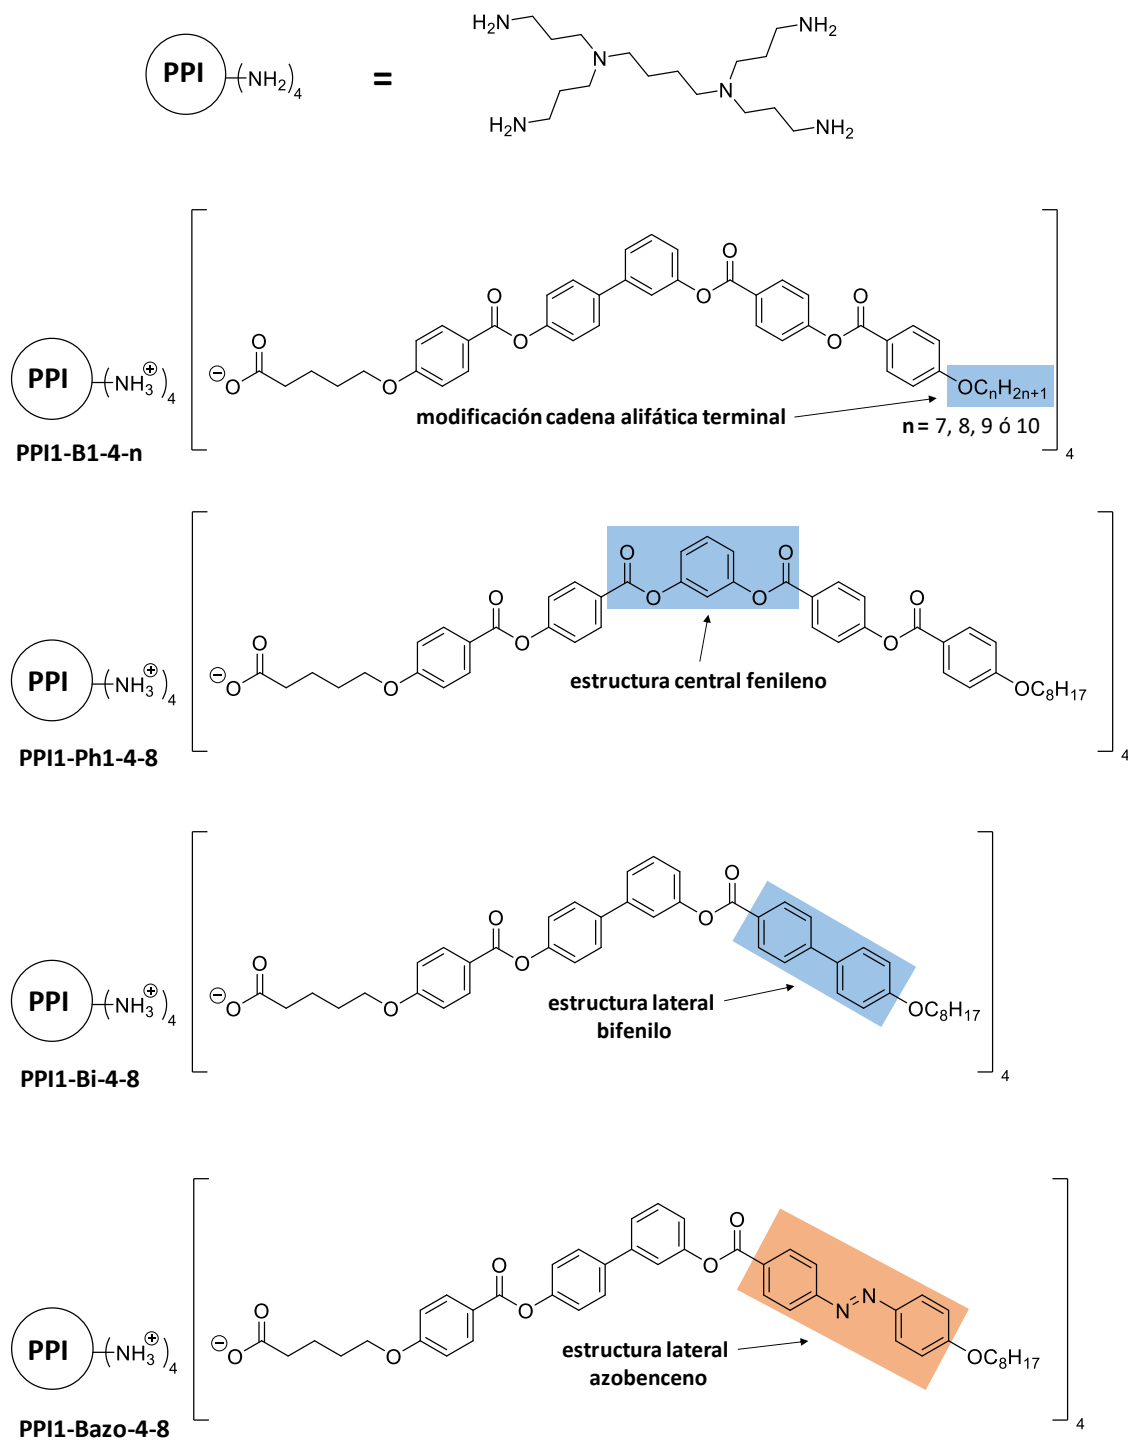 H2N NH2
PPI (NH2)4 = N
N
H2N NH2
O O
O O O O
O O
⊖O O OCnH2n+1
PPI (NH3⊕)4 modificación cadena alifática terminal
n = 7, 8, 9 ó 10
PPI1-B1-4-n 4
O O
O O O O
O O O O
⊖O O
PPI (NH3⊕)4 estructura central fenileno OC8H17
PPI1-Ph1-4-8 4
O
O O
O O
O
⊖O O estructura lateral OC8H17
PPI (NH3⊕)4 bifenilo
PPI1-Bi-4-8 4
O
O O
O N N
O
⊖O O estructura lateral OC8H17
PPI (NH3⊕)4 azobenceno
PPI1-Bazo-4-8 4